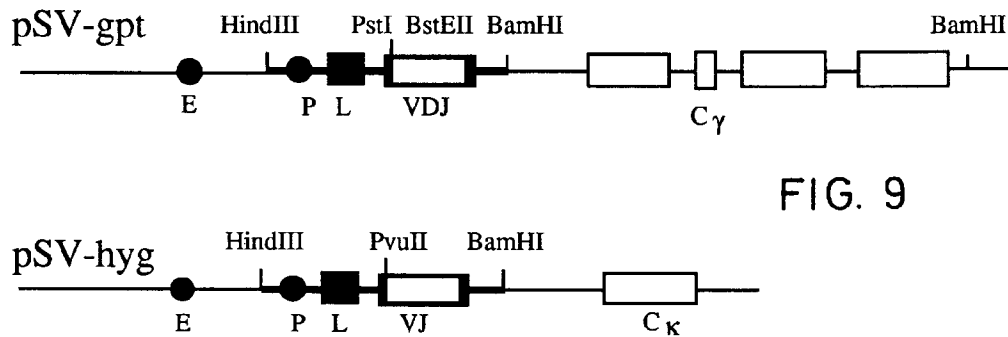 pSV-gpt
HindIII PstI BstEII BamHI BamHI
E P L VDJ Cγ
FIG. 9
pSV-hyg
HindIII PvuII BamHI
E P L VJ Cκ